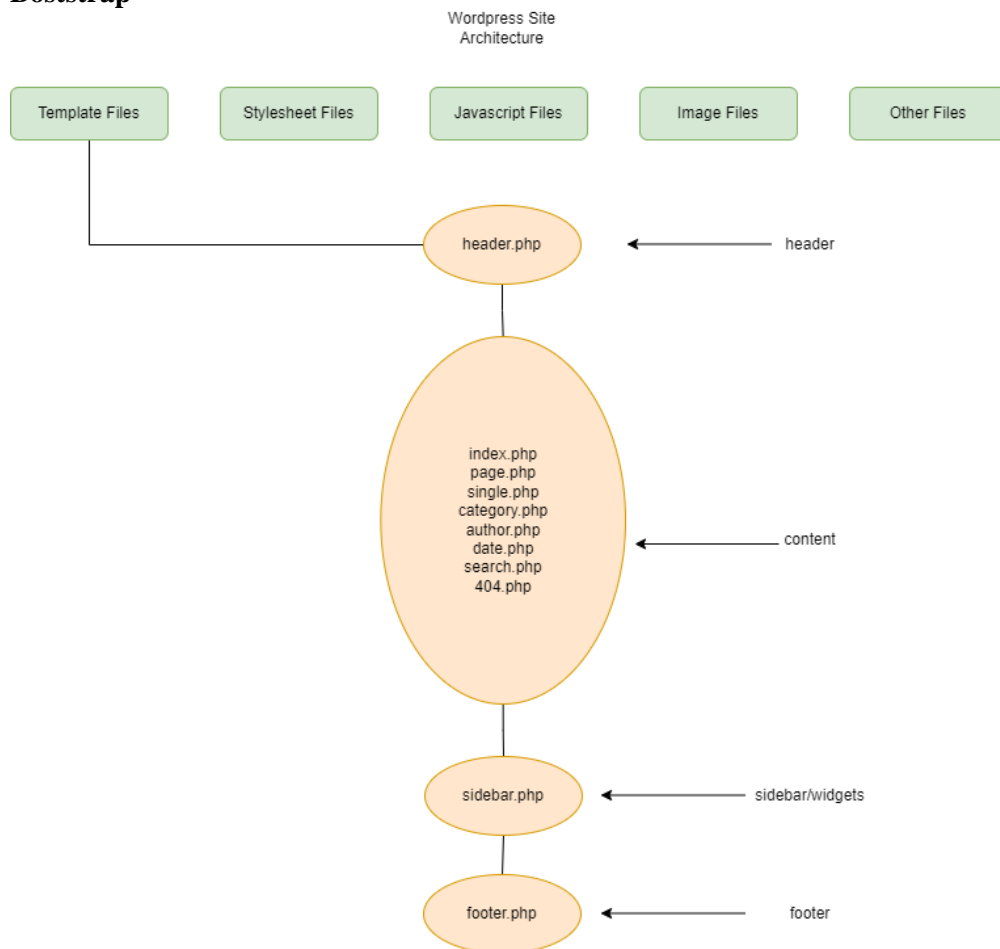 Boststrap
Wordpress Site
Architecture
Template Files
Stylesheet Files
Javascript Files
Image Files
Other Files
header.php
header
index.php
page.php
single.php
category.php
author.php
date.php
search.php
404.php
content
sidebar.php
sidebar/widgets
footer.php
footer